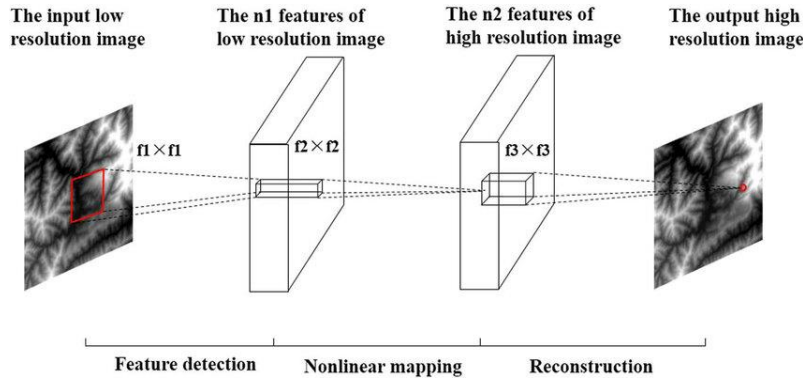 The input low
resolution image
The n1 features of
low resolution image
The n2 features of
high resolution image
The output high
resolution image
f1×f1
f2×f2
f3×f3
Feature detection
Nonlinear mapping
Reconstruction